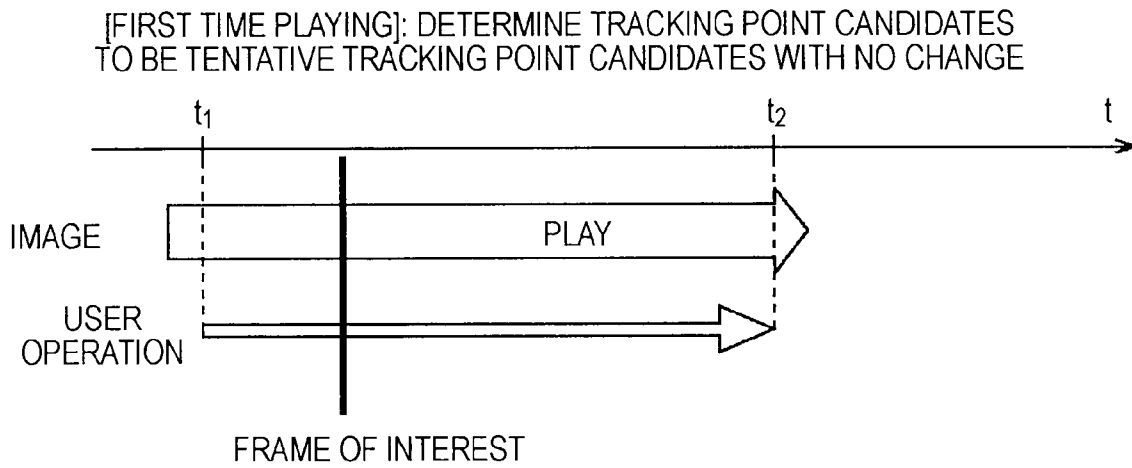 [FIRST TIME PLAYING]: DETERMINE TRACKING POINT CANDIDATES
TO BE TENTATIVE TRACKING POINT CANDIDATES WITH NO CHANGE
t1 t2 t
IMAGE PLAY
USER
OPERATION
FRAME OF INTEREST